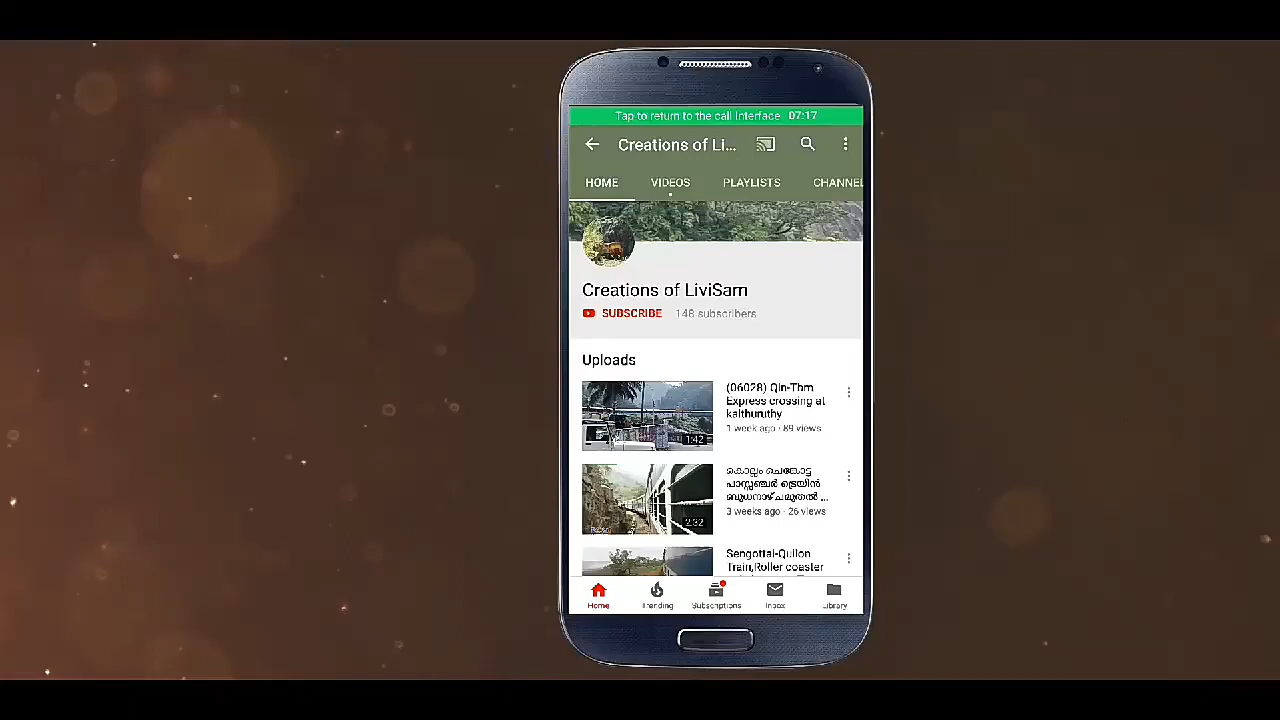 Tap to return to the call interface 07:17
Creations of Li...
HOME VIDEOS PLAYLISTS CHANNEL
Creations of LiviSam
SUBSCRIBE 148 subscribers
Uploads
(06028) Qln-Tbm
Express crossing at
kalthuruthy
1 week ago · 89 views
1:42
കൊല്ലം ചെങ്കോട്ട
പാസ്സഞ്ചർ ട്രെയിൻ
2:32
3 weeks ago · 26 views
Sengottai-Quilon
Train,Roller coaster
Home Trending Subscriptions Inbox Library